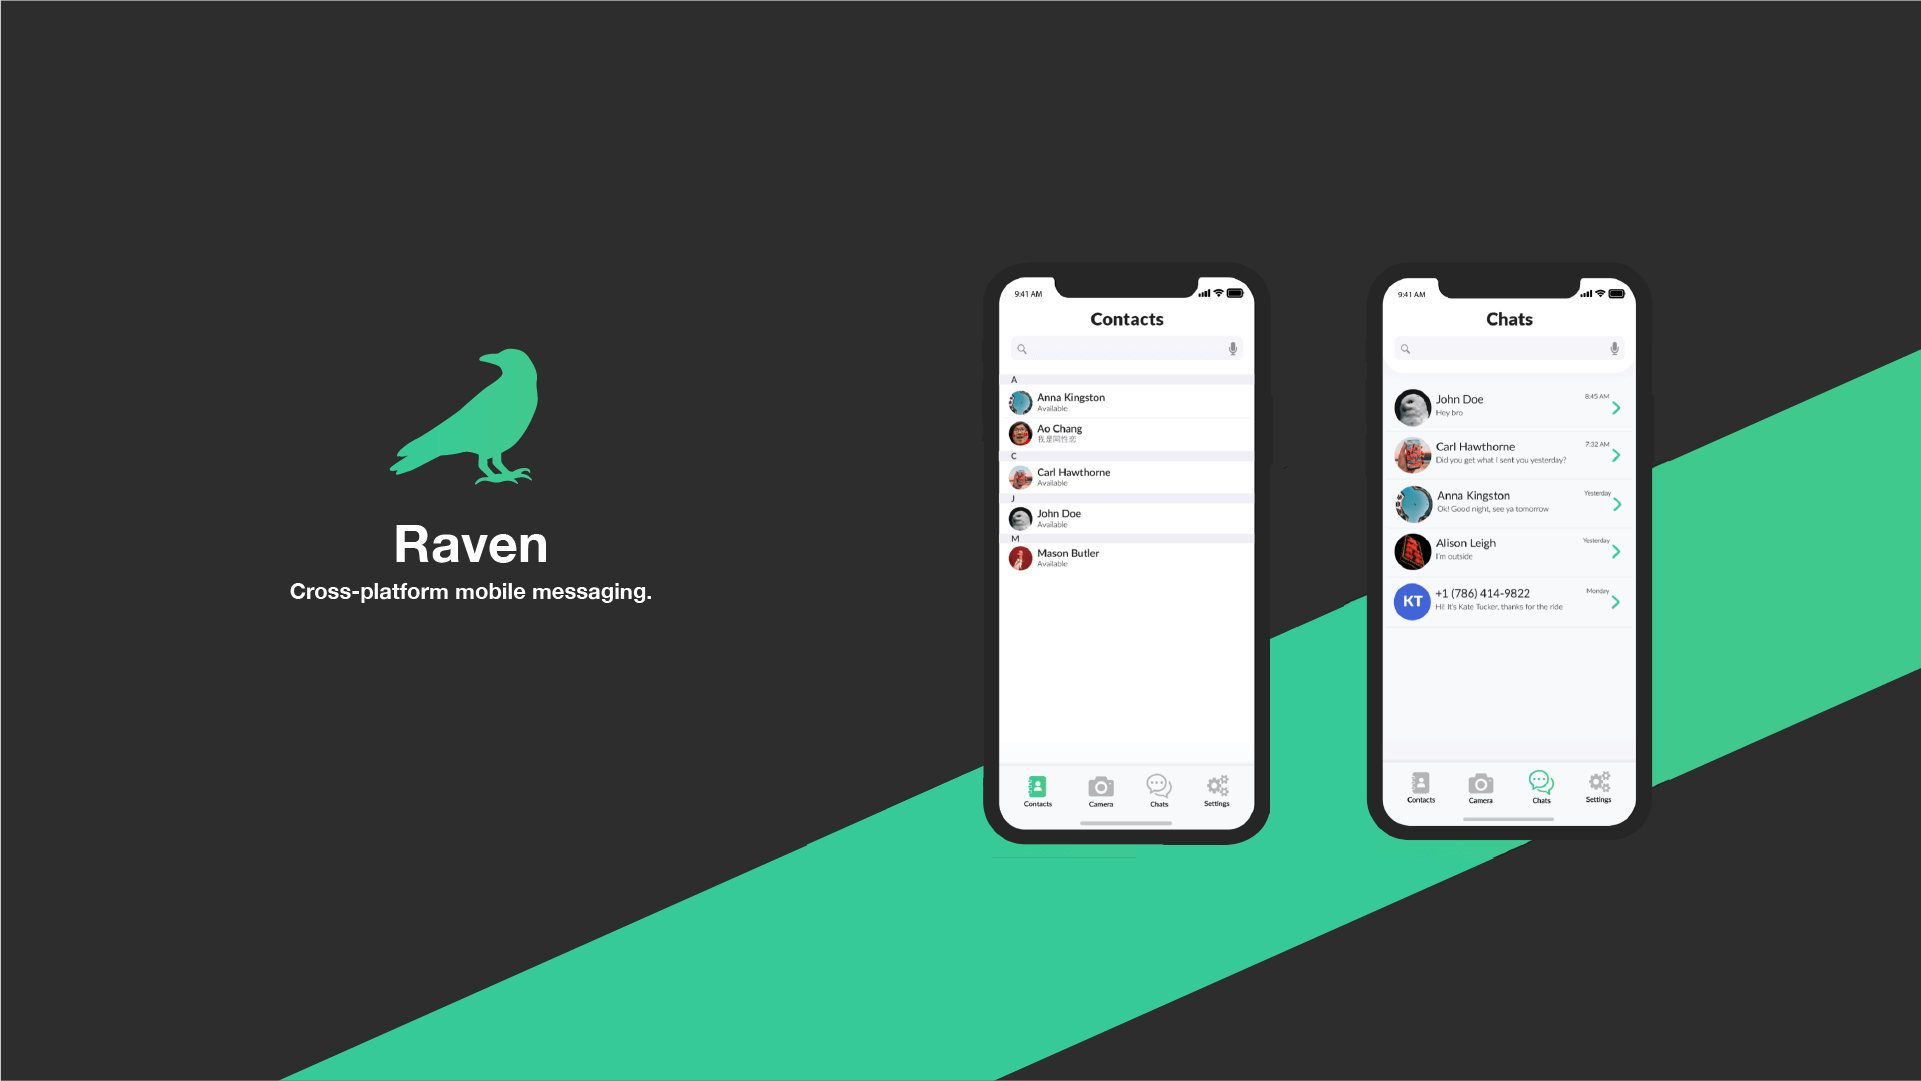 Raven
Cross-platform mobile messaging.
9:41 AM
Contacts
A
Anna Kingston
Available
Ao Chang
我是同性恋
C
Carl Hawthorne
Available
J
John Doe
Available
M
Mason Butler
Available
Contacts Camera Chats Settings
9:41 AM
Chats
John Doe 8:45 AM
Hey bro
Carl Hawthorne 7:32 AM
Did you get what I sent you yesterday?
Anna Kingston Yesterday
Ok! Good night, see ya tomorrow
Alison Leigh Yesterday
I'm outside
KT +1 (786) 414-9822 Monday
Hi! It's Kate Tucker, thanks for the ride
Contacts Camera Chats Settings